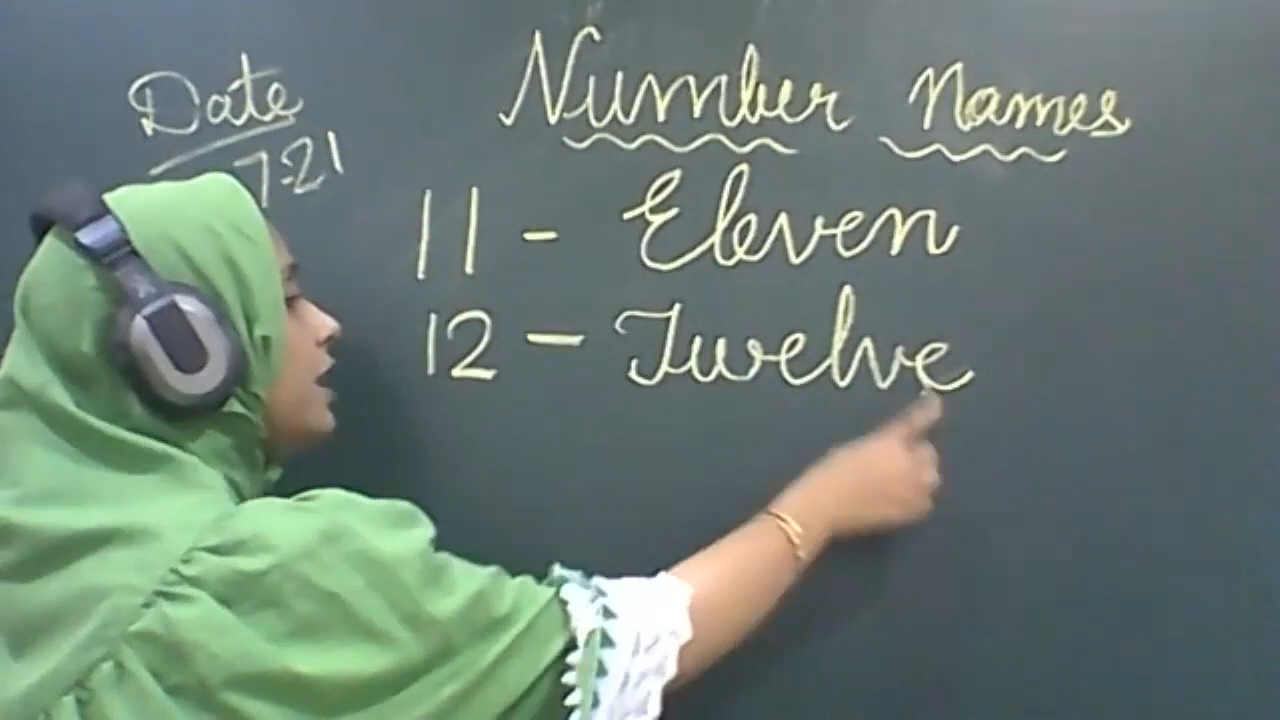 Date
7.21
Number Names
11 - Eleven
12 - Twelve